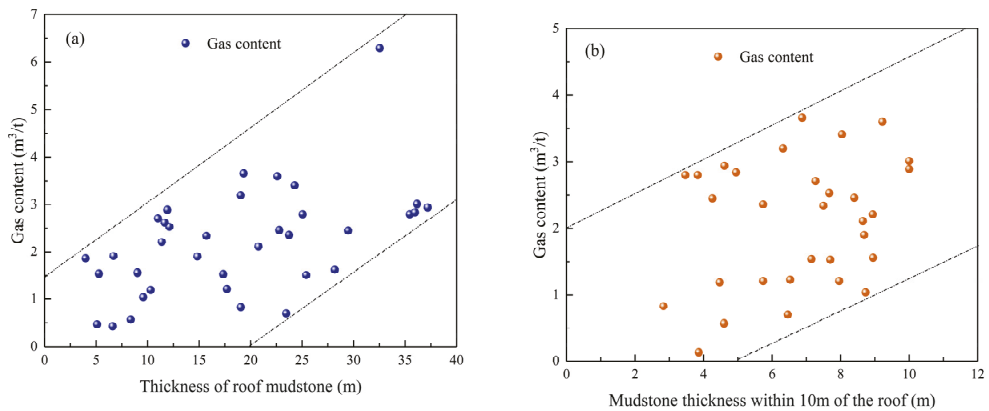 (a)
Gas content
7
6
5
4
3
2
1
0
0 5 10 15 20 25 30 35 40
Gas content (m³/t)
Thickness of roof mudstone (m)
(b)
Gas content
5
4
3
2
1
0
0 2 4 6 8 10 12
Gas content (m³/t)
Mudstone thickness within 10m of the roof (m)